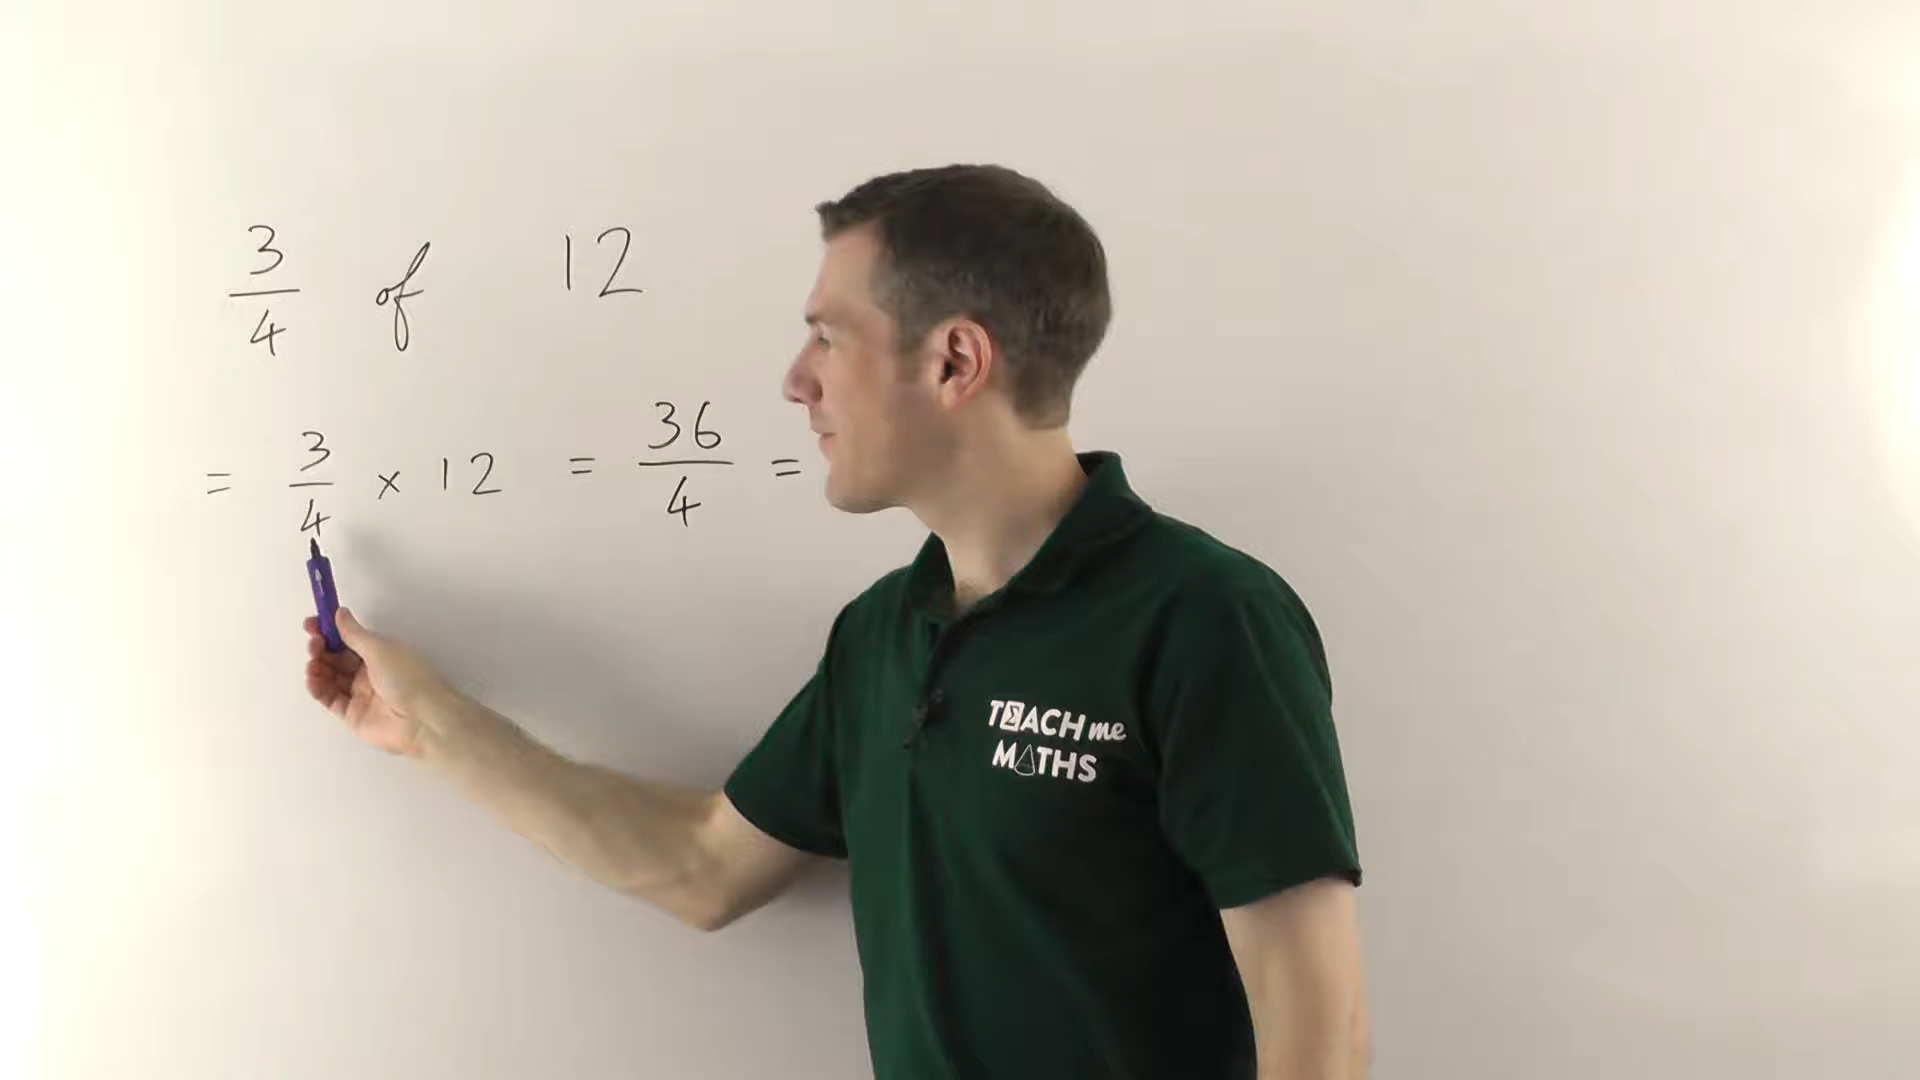 3/4 of 12
= 3/4 × 12 = 36/4 =
TEACH me
MATHS